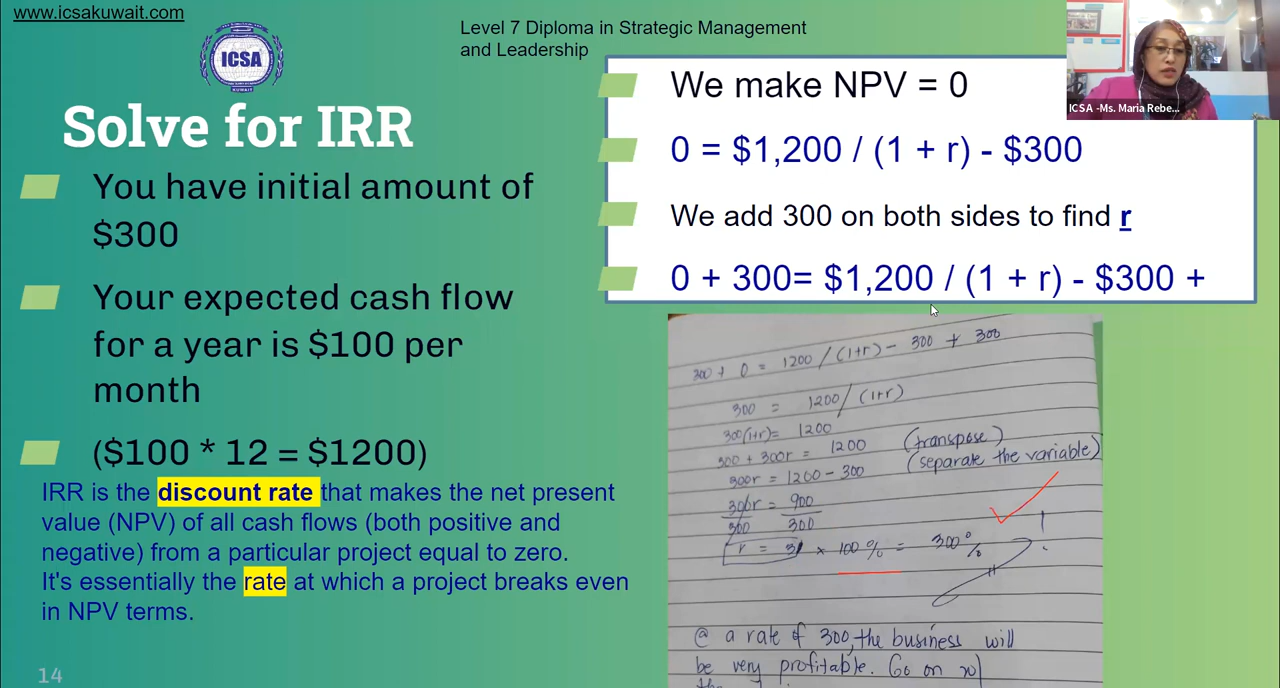 www.icsakuwait.com
Level 7 Diploma in Strategic Management
and Leadership
ICSA
KUWAIT
ICSA -Ms. Maria Rebe...
Solve for IRR
You have initial amount of
$300
Your expected cash flow
for a year is $100 per
month
($100 * 12 = $1200)
IRR is the discount rate that makes the net present
value (NPV) of all cash flows (both positive and
negative) from a particular project equal to zero.
It's essentially the rate at which a project breaks even
in NPV terms.
14
We make NPV = 0
0 = $1,200 / (1 + r) - $300
We add 300 on both sides to find r
0 + 300= $1,200 / (1 + r) - $300 +
300 + 0 = 1200 / (1+r) - 300 + 300
300 = 1200 / (1+r)
300(1+r) = 1200
300 + 300r = 1200 (transpose)
300r = 1200 - 300 (separate the variable)
300r = 900
300 300
r = 3 × 100 % = 300 %
@ a rate of 300, the business will
be very profitable. Go on